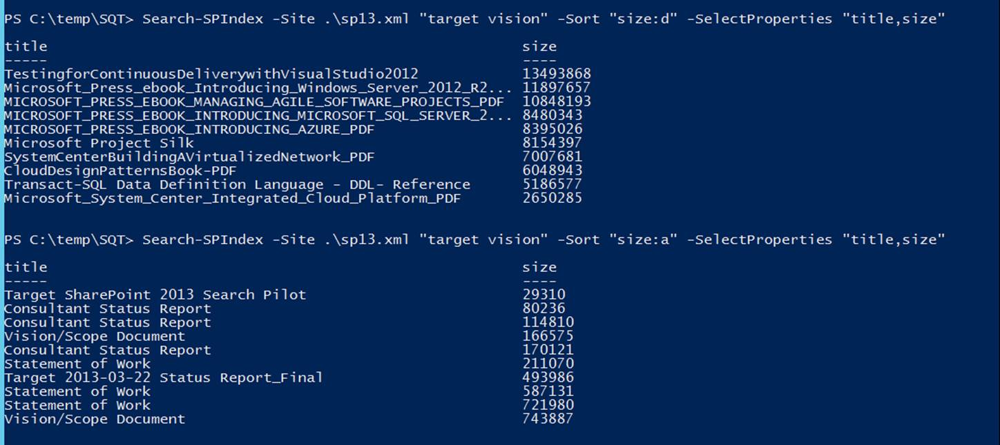 PS C:\temp\SQT> Search-SPIndex -Site .\sp13.xml "target vision" -Sort "size:d" -SelectProperties "title,size"
title size
----- ----
TestingforContinuousDeliverywithVisualStudio2012 13493868
Microsoft_Press_ebook_Introducing_Windows_Server_2012_R2... 11897657
MICROSOFT_PRESS_EBOOK_MANAGING_AGILE_SOFTWARE_PROJECTS_PDF 10848193
MICROSOFT_PRESS_EBOOK_INTRODUCING_MICROSOFT_SQL_SERVER_2... 8480343
MICROSOFT_PRESS_EBOOK_INTRODUCING_AZURE_PDF 8395026
Microsoft Project Silk 8154397
SystemCenterBuildingAVirtualizedNetwork_PDF 7007681
CloudDesignPatternsBook-PDF 6048943
Transact-SQL Data Definition Language - DDL- Reference 5186577
Microsoft_System_Center_Integrated_Cloud_Platform_PDF 2650285
PS C:\temp\SQT> Search-SPIndex -Site .\sp13.xml "target vision" -Sort "size:a" -SelectProperties "title,size"
title size
----- ----
Target SharePoint 2013 Search Pilot 29310
Consultant Status Report 80236
Consultant Status Report 114810
Vision/Scope Document 166575
Consultant Status Report 170121
Statement of Work 211070
Target 2013-03-22 Status Report_Final 493986
Statement of Work 587131
Statement of Work 721980
Vision/Scope Document 743887